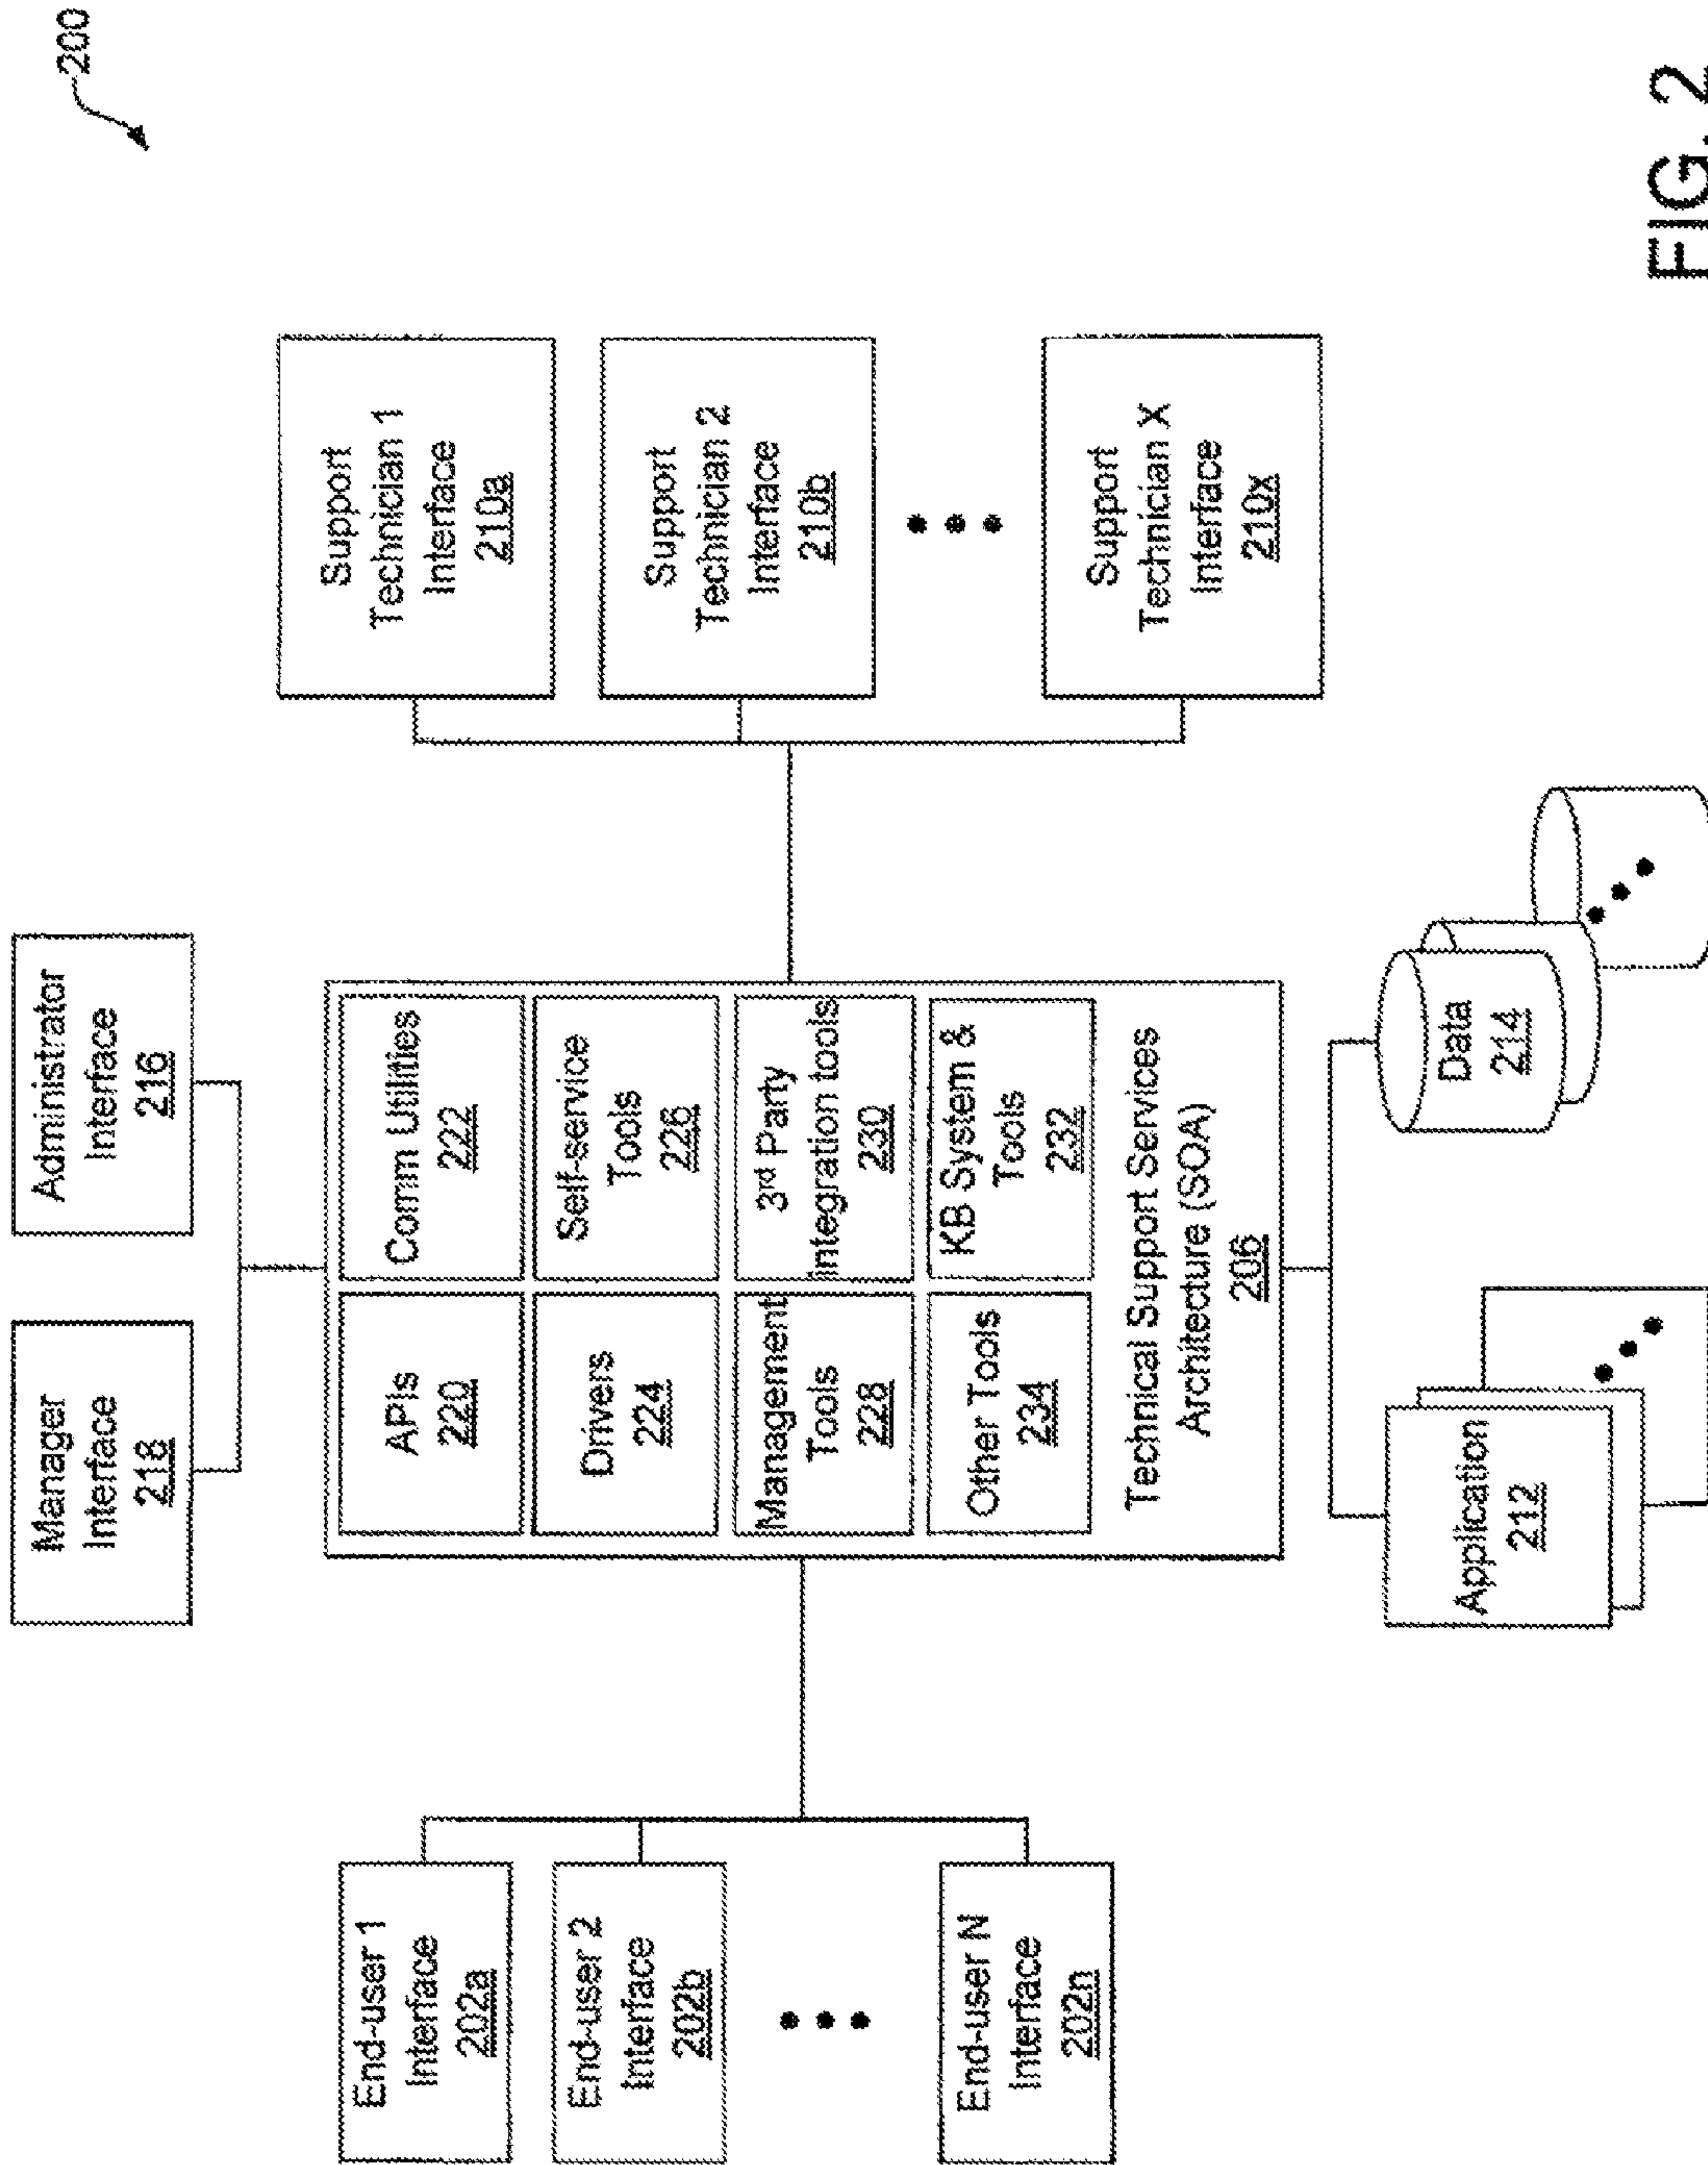 200
Manager
Interface
218
Administrator
Interface
216
End-user 1
Interface
202a
End-user 2
Interface
202b
End-user N
Interface
202n
APIs
220
Comm Utilities
222
Drivers
224
Self-service
Tools
226
Management
Tools
228
3rd Party
integration tools
230
Other Tools
234
KB System &
Tools
232
Technical Support Services
Architecture (SOA)
206
Support
Technician 1
Interface
210a
Support
Technician 2
Interface
210b
Support
Technician X
Interface
210x
Application
212
Data
214
FIG. 2